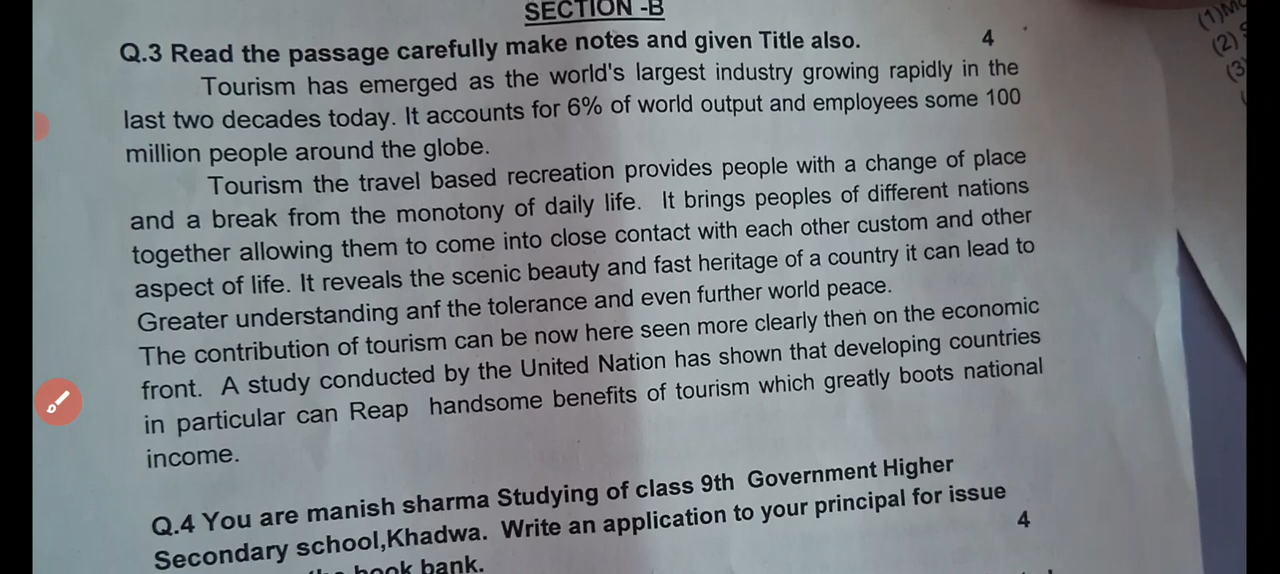 SECTION -B
Q.3 Read the passage carefully make notes and given Title also. 4
Tourism has emerged as the world's largest industry growing rapidly in the
last two decades today. It accounts for 6% of world output and employees some 100
million people around the globe.
Tourism the travel based recreation provides people with a change of place
and a break from the monotony of daily life. It brings peoples of different nations
together allowing them to come into close contact with each other custom and other
aspect of life. It reveals the scenic beauty and fast heritage of a country it can lead to
Greater understanding anf the tolerance and even further world peace.
The contribution of tourism can be now here seen more clearly then on the economic
front. A study conducted by the United Nation has shown that developing countries
in particular can Reap handsome benefits of tourism which greatly boots national
income.
Q.4 You are manish sharma Studying of class 9th Government Higher
Secondary school,Khadwa. Write an application to your principal for issue 4
book bank.
(1)
(2)
(3)